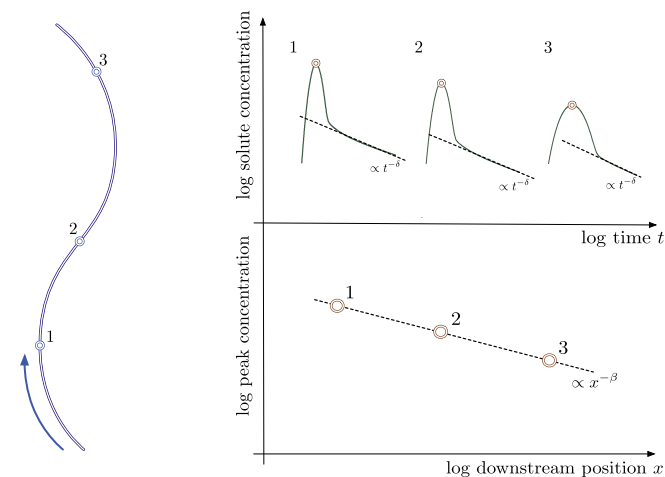 3
2
1
log solute concentration
1
2
3
∝ t^{−δ}
∝ t^{−δ}
∝ t^{−δ}
log time t
log peak concentration
1
2
3
∝ x^{−β}
log downstream position x